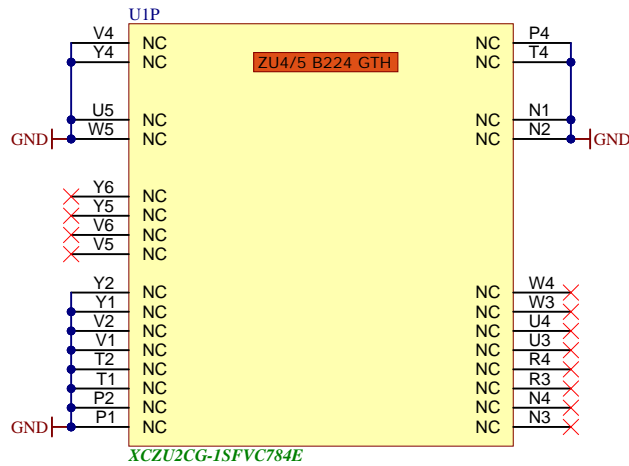 U1P
V4 NC ZU4/5 B224 GTH NC P4
Y4 NC NC T4
U5 NC NC N1
GND W5 NC NC N2 GND
Y6 NC
Y5 NC
V6 NC
V5 NC
Y2 NC NC W4
Y1 NC NC W3
V2 NC NC U4
V1 NC NC U3
T2 NC NC R4
T1 NC NC R3
P2 NC NC N4
GND P1 NC NC N3
XCZU2CG-1SFVC784E